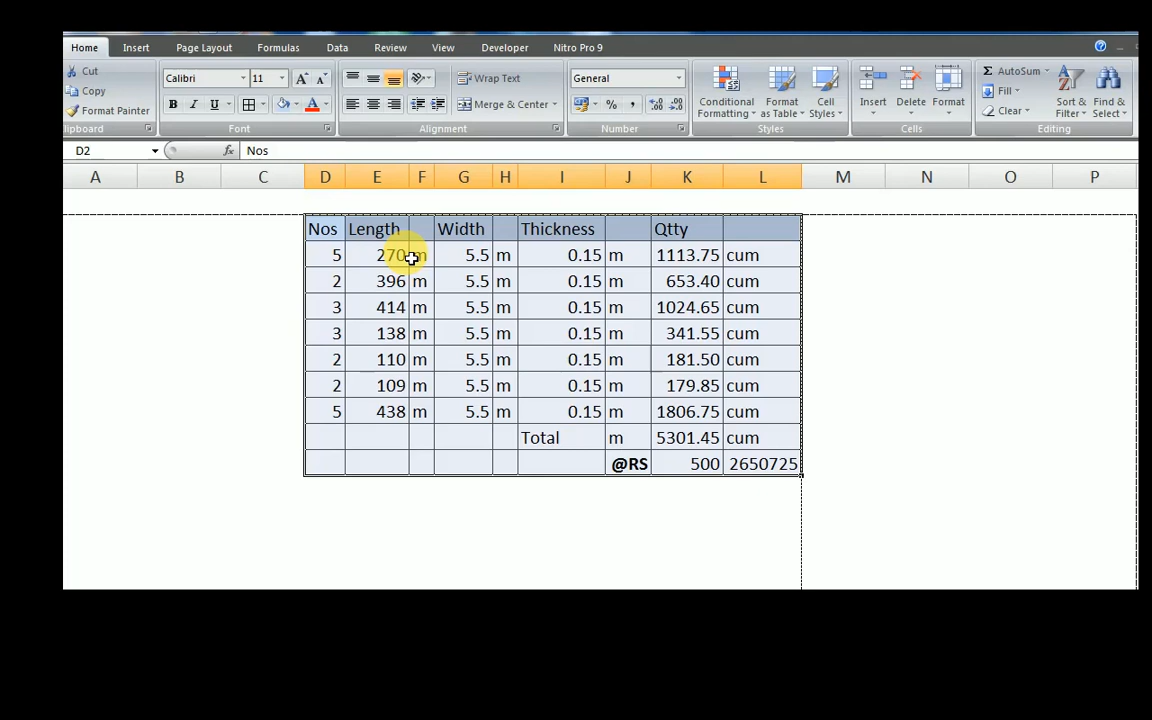 Home Insert Page Layout Formulas Data Review View Developer Nitro Pro 9
Cut
Copy
Format Painter
lipboard
Calibri 11 A A
B I U A
Font
Wrap Text
Merge & Center
Alignment
General
% ,
Number
Conditional Formatting
Format as Table
Cell Styles
Styles
Insert Delete Format
Cells
Σ AutoSum
Fill
Clear
Sort & Filter
Find & Select
Editing
D2 fx Nos
A B C D E F G H I J K L M N O P
Nos Length Width Thickness Qtty
5 270 m 5.5 m 0.15 m 1113.75 cum
2 396 m 5.5 m 0.15 m 653.40 cum
3 414 m 5.5 m 0.15 m 1024.65 cum
3 138 m 5.5 m 0.15 m 341.55 cum
2 110 m 5.5 m 0.15 m 181.50 cum
2 109 m 5.5 m 0.15 m 179.85 cum
5 438 m 5.5 m 0.15 m 1806.75 cum
Total m 5301.45 cum
@RS 500 2650725